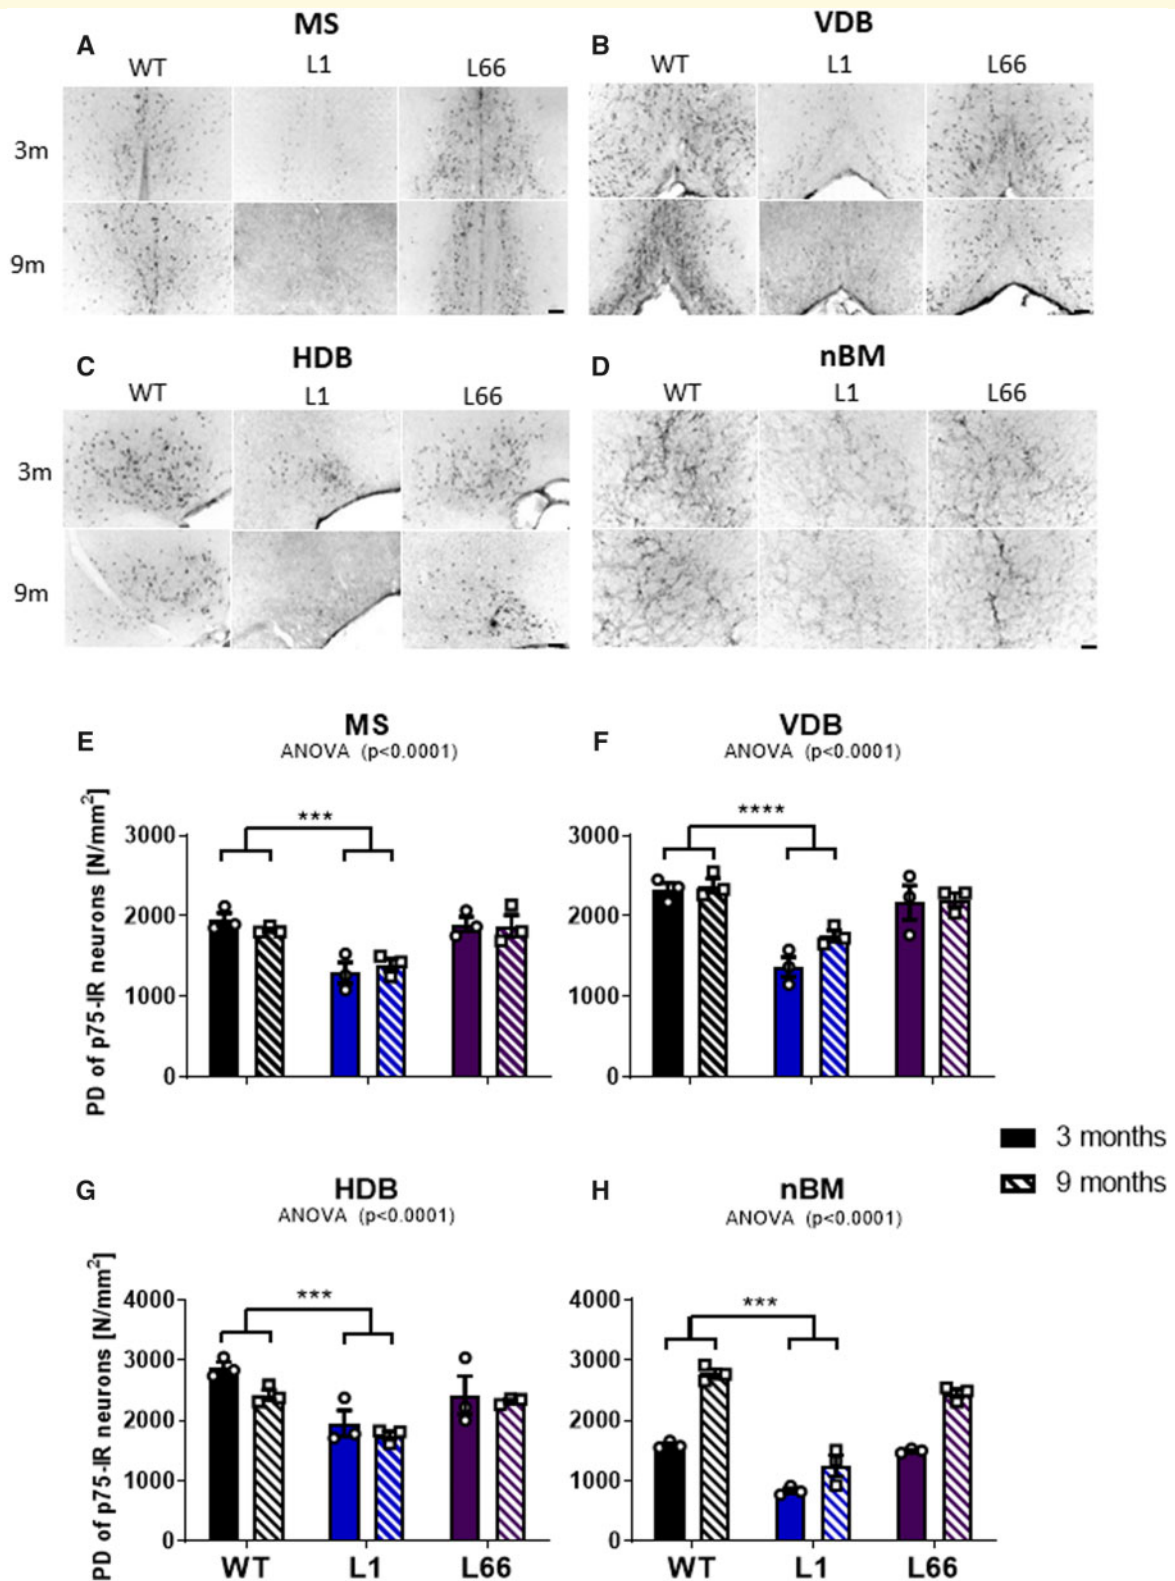 MS
VDB
A
B
WT
L1
L66
WT
L1
L66
3m
9m
HDB
nBM
C
D
WT
L1
L66
WT
L1
L66
3m
9m
E
MS
ANOVA (p<0.0001)
F
VDB
ANOVA (p<0.0001)
PD of p75-IR neurons [N/mm²]
***
****
3000
2000
1000
0
3000
2000
1000
0
3 months
9 months
G
HDB
ANOVA (p<0.0001)
H
nBM
ANOVA (p<0.0001)
PD of p75-IR neurons [N/mm²]
***
***
4000
3000
2000
1000
0
4000
3000
2000
1000
0
WT
L1
L66
WT
L1
L66